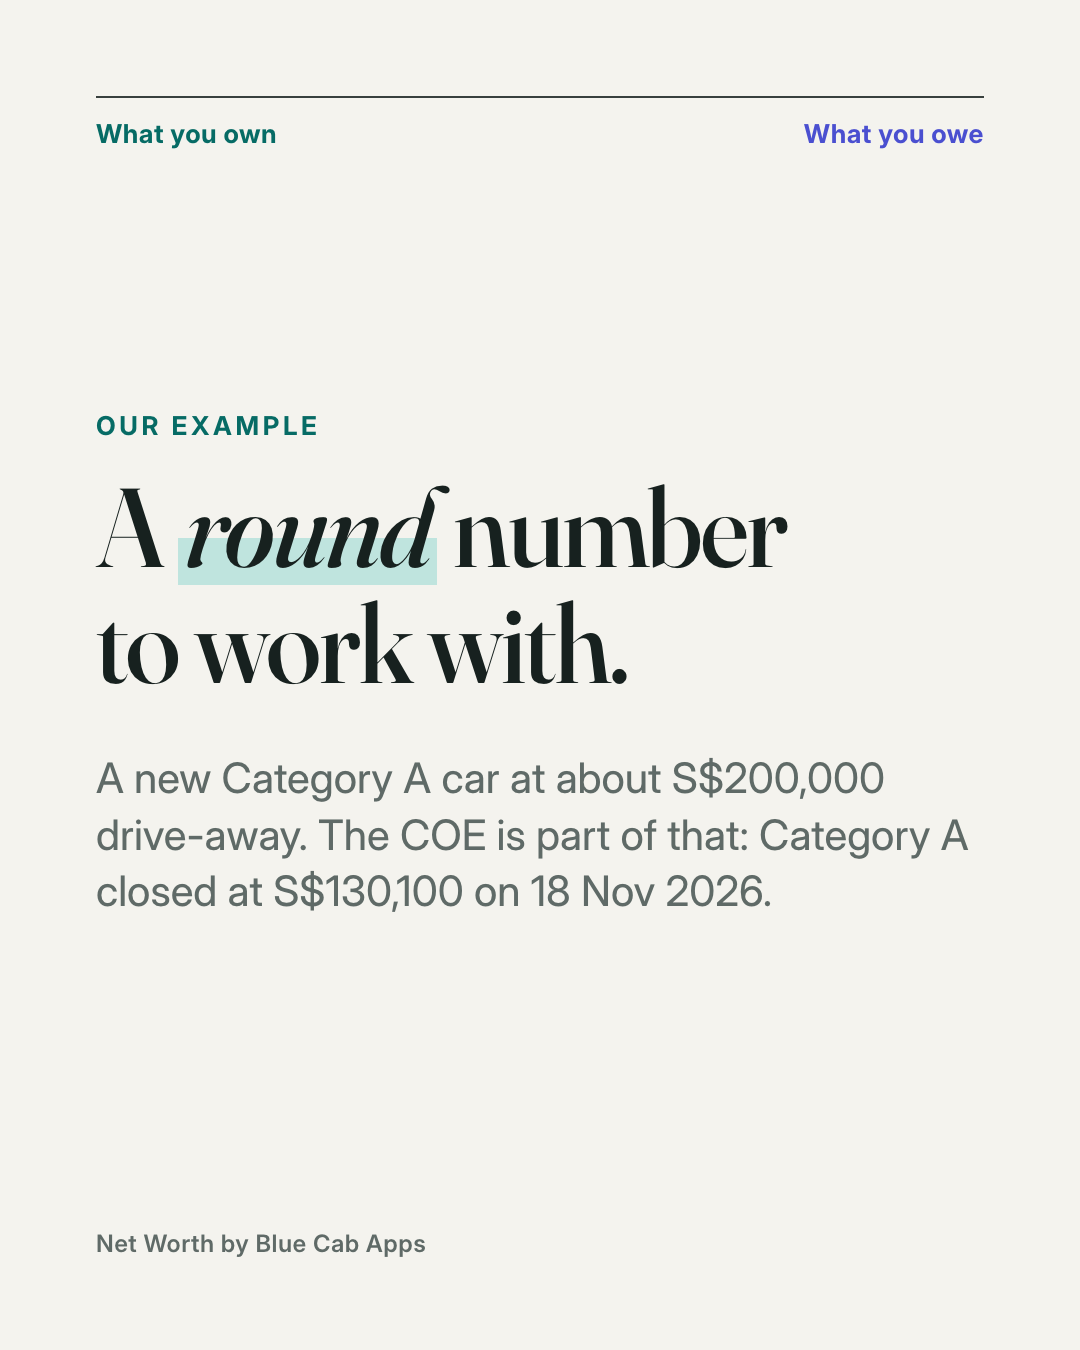 What you own
What you owe
OUR EXAMPLE
A round number
to work with.
A new Category A car at about S$200,000
drive-away. The COE is part of that: Category A
closed at S$130,100 on 18 Nov 2026.
Net Worth by Blue Cab Apps